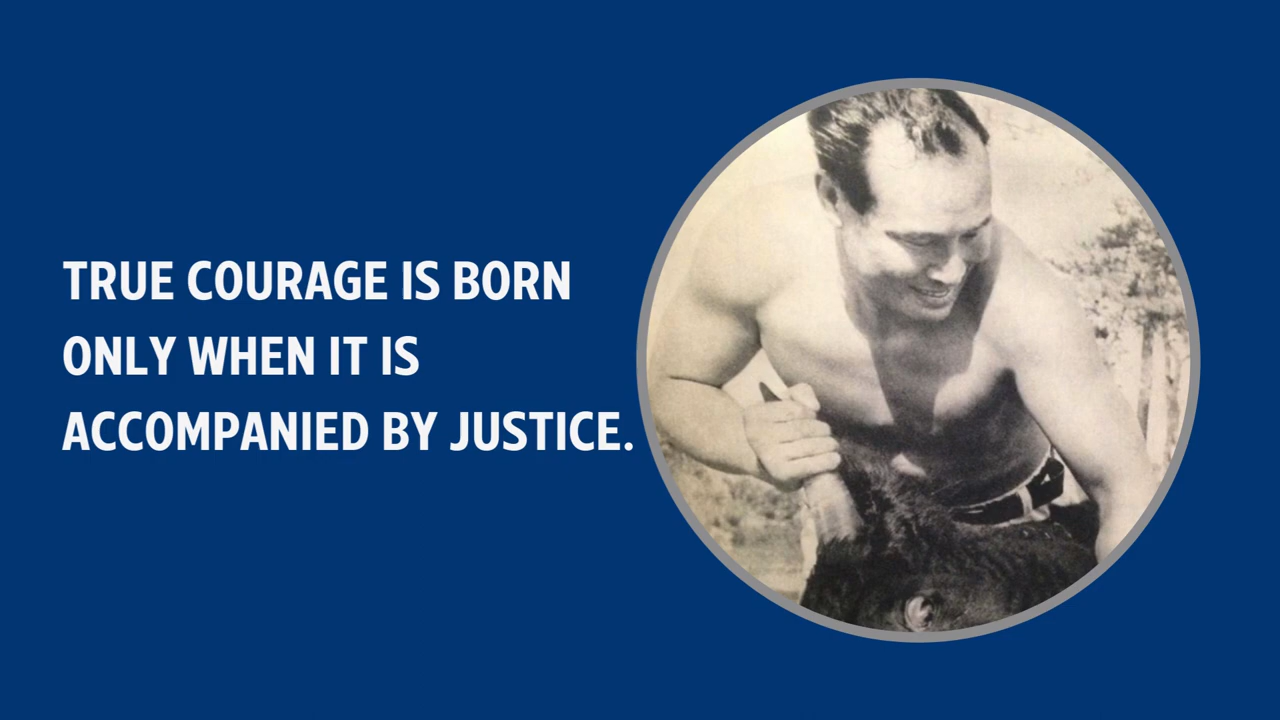 TRUE COURAGE IS BORN
ONLY WHEN IT IS
ACCOMPANIED BY JUSTICE.